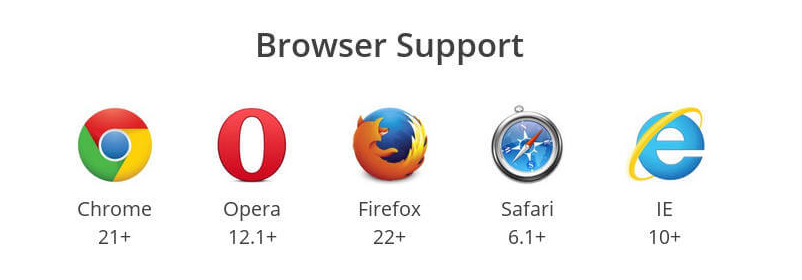 Browser Support
Chrome Opera Firefox Safari IE
21+ 12.1+ 22+ 6.1+ 10+